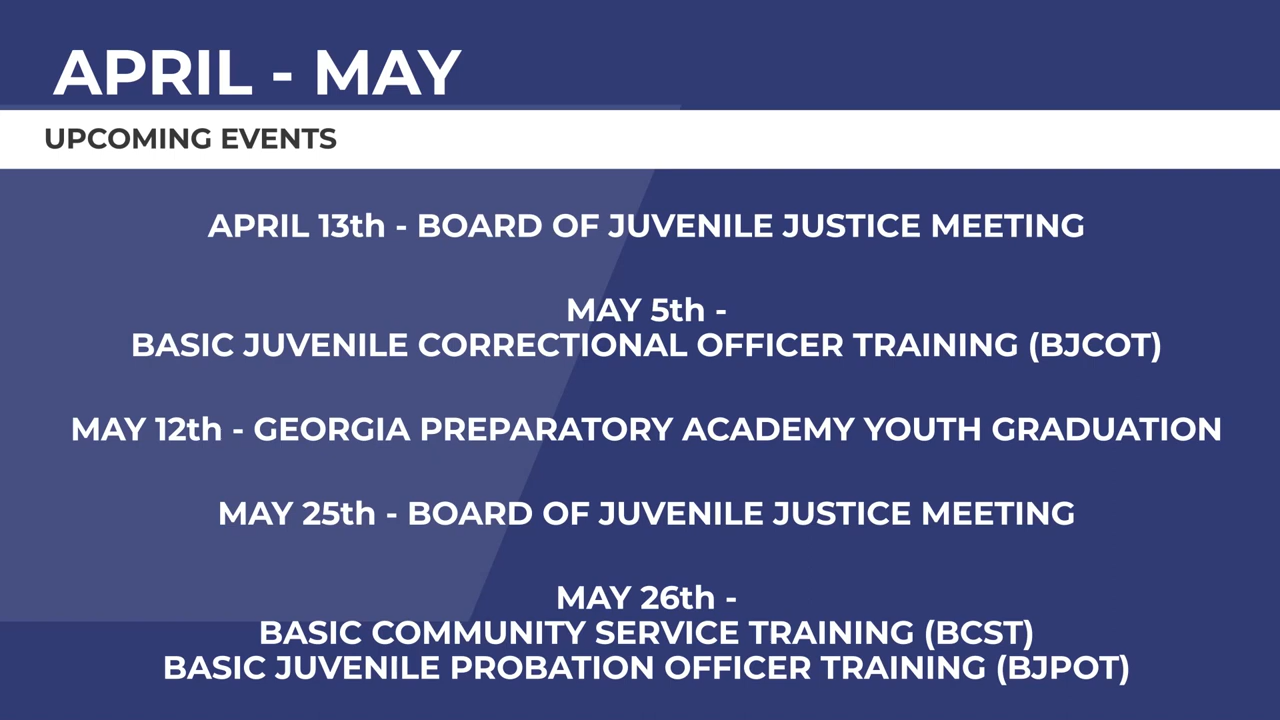 APRIL - MAY
UPCOMING EVENTS
APRIL 13th - BOARD OF JUVENILE JUSTICE MEETING
MAY 5th -
BASIC JUVENILE CORRECTIONAL OFFICER TRAINING (BJCOT)
MAY 12th - GEORGIA PREPARATORY ACADEMY YOUTH GRADUATION
MAY 25th - BOARD OF JUVENILE JUSTICE MEETING
MAY 26th -
BASIC COMMUNITY SERVICE TRAINING (BCST)
BASIC JUVENILE PROBATION OFFICER TRAINING (BJPOT)